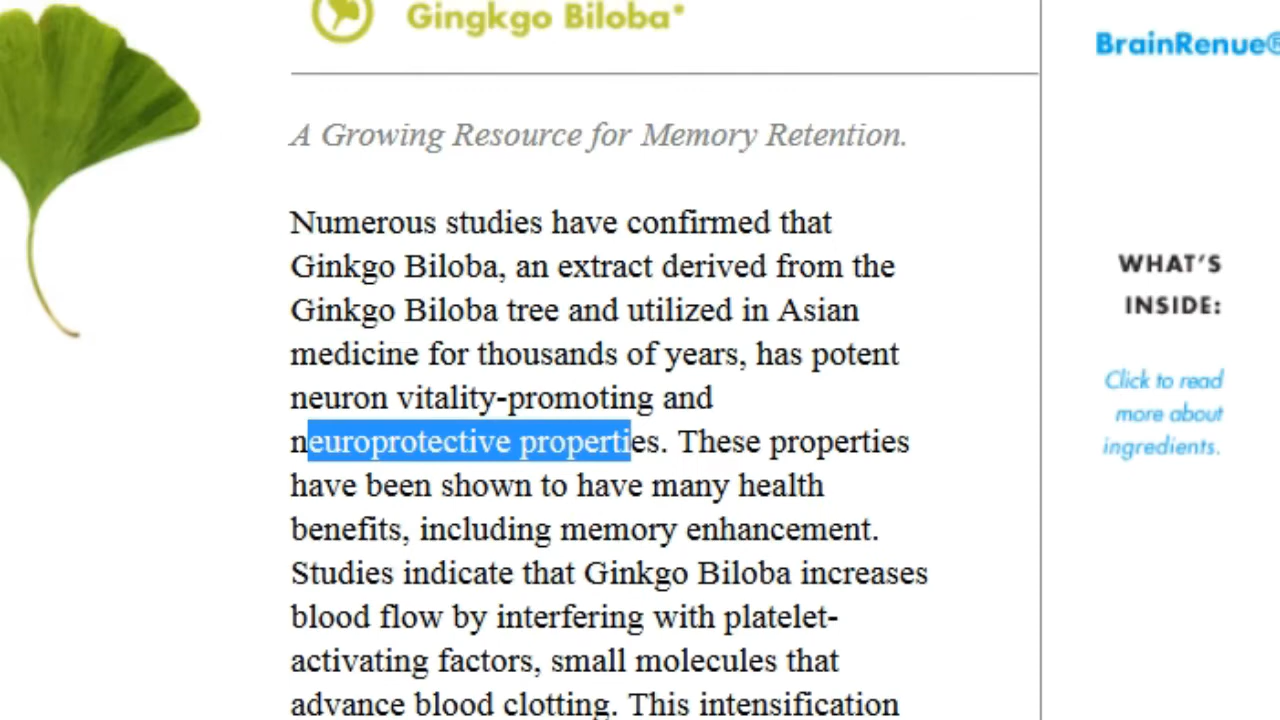 Gingkgo Biloba*
BrainRenue®
A Growing Resource for Memory Retention.
Numerous studies have confirmed that
Ginkgo Biloba, an extract derived from the
Ginkgo Biloba tree and utilized in Asian
medicine for thousands of years, has potent
neuron vitality-promoting and
neuroprotective properties. These properties
have been shown to have many health
benefits, including memory enhancement.
Studies indicate that Ginkgo Biloba increases
blood flow by interfering with platelet-
activating factors, small molecules that
advance blood clotting. This intensification
WHAT'S
INSIDE:
Click to read
more about
ingredients.